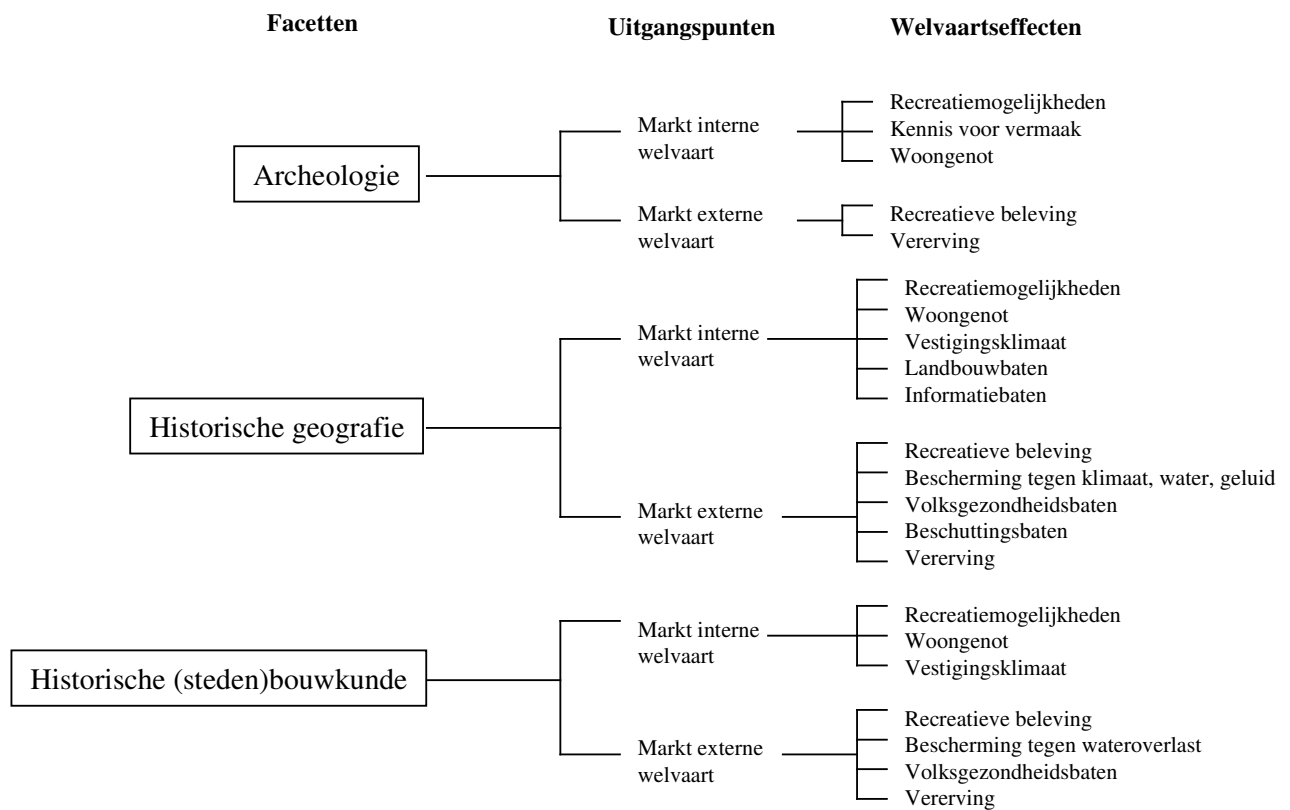 Facetten
Uitgangspunten
Welvaartseffecten
Archeologie
Markt interne
welvaart
Recreatiemogelijkheden
Kennis voor vermaak
Woongenot
Markt externe
welvaart
Recreatieve beleving
Vererving
Historische geografie
Markt interne
welvaart
Recreatiemogelijkheden
Woongenot
Vestigingsklimaat
Landbouwbaten
Informatiebaten
Markt externe
welvaart
Recreatieve beleving
Bescherming tegen klimaat, water, geluid
Volksgezondheidsbaten
Beschuttingsbaten
Vererving
Historische (steden)bouwkunde
Markt interne
welvaart
Recreatiemogelijkheden
Woongenot
Vestigingsklimaat
Markt externe
welvaart
Recreatieve beleving
Bescherming tegen wateroverlast
Volksgezondheidsbaten
Vererving